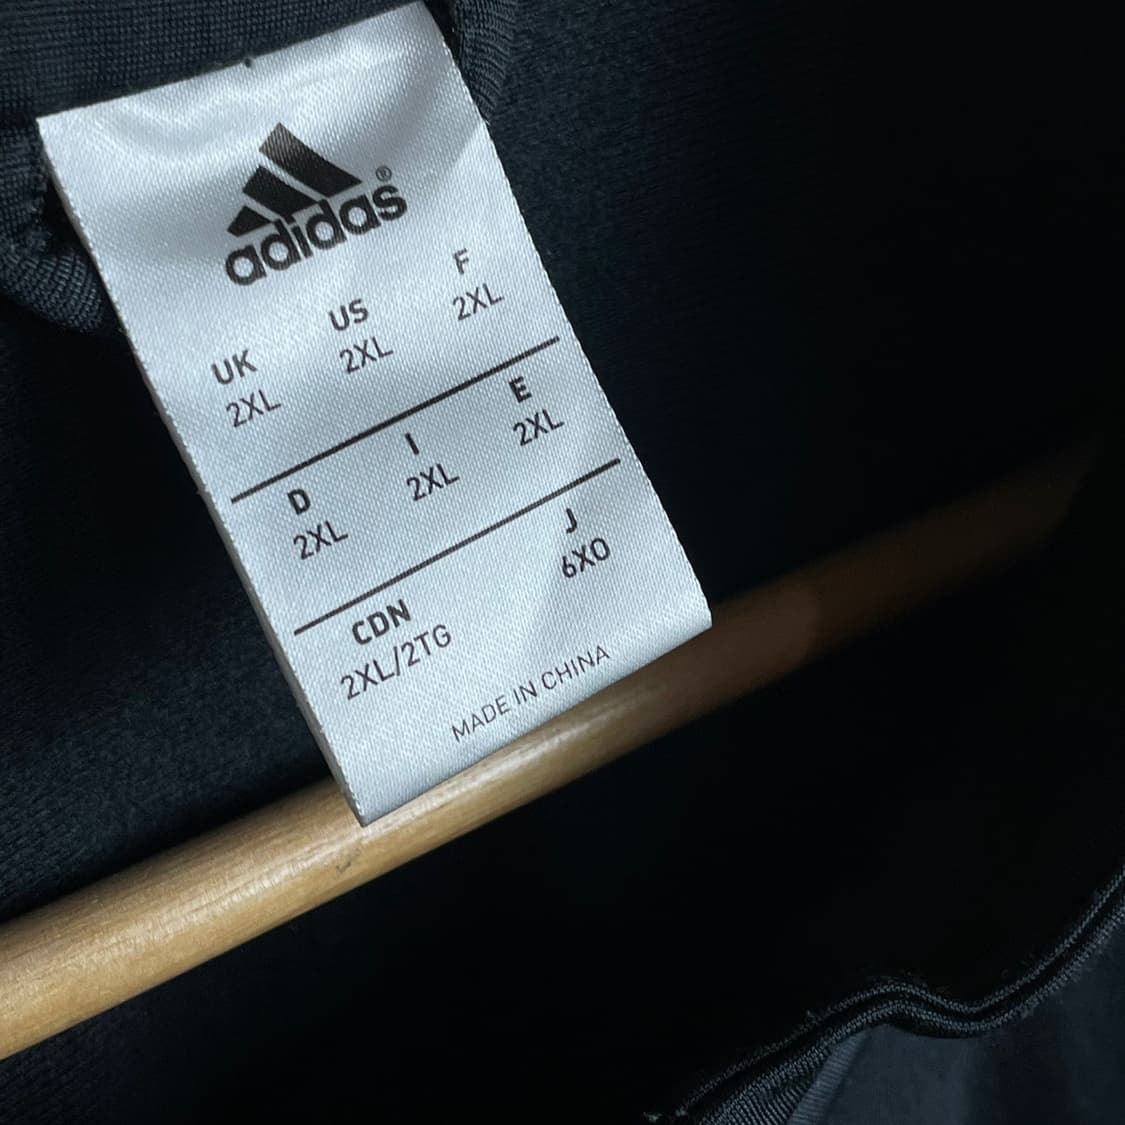 adidas®
UK US F
2XL 2XL 2XL
D I E
2XL 2XL 2XL
CDN J
2XL/2TG 6XO
MADE IN CHINA